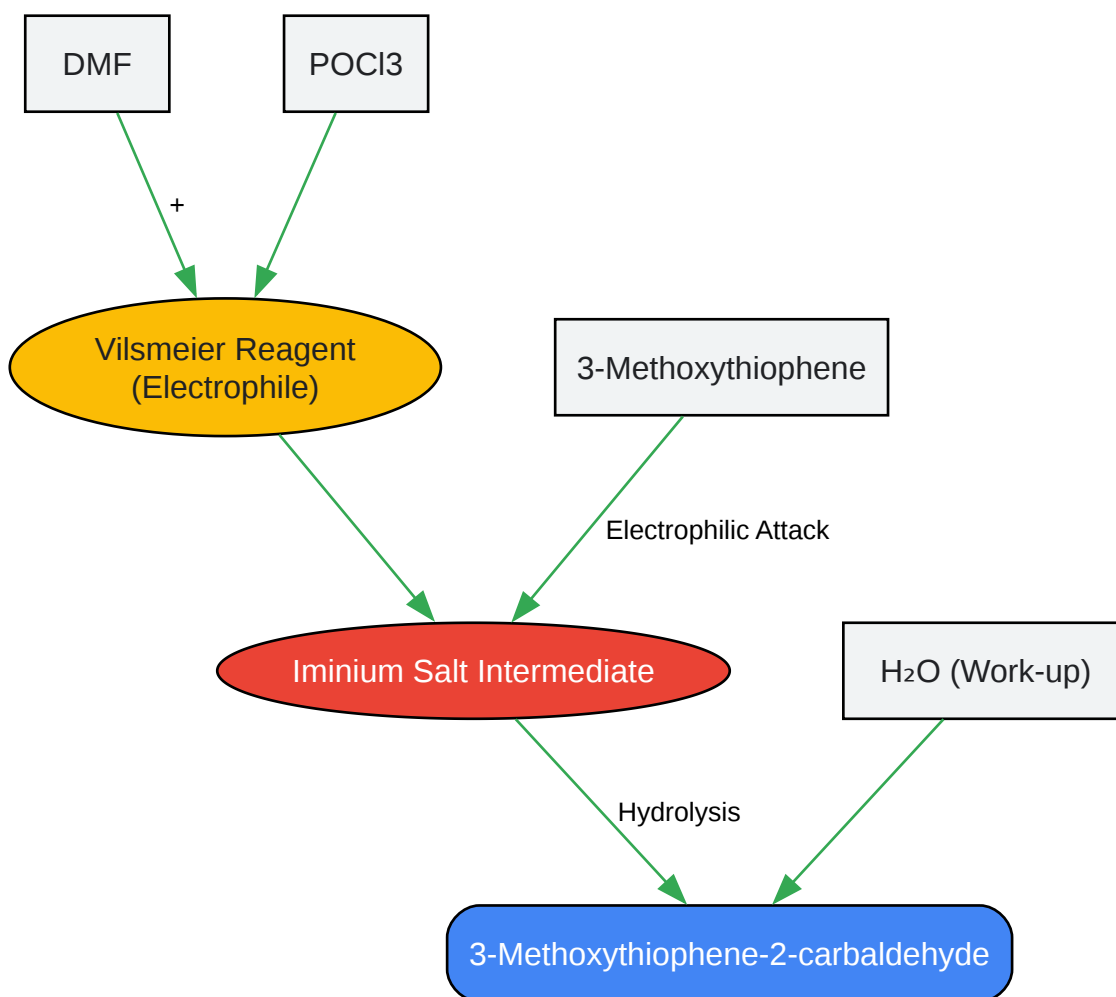 DMF
POCl3
+
Vilsmeier Reagent
(Electrophile)
3-Methoxythiophene
Electrophilic Attack
Iminium Salt Intermediate
H₂O (Work-up)
Hydrolysis
3-Methoxythiophene-2-carbaldehyde